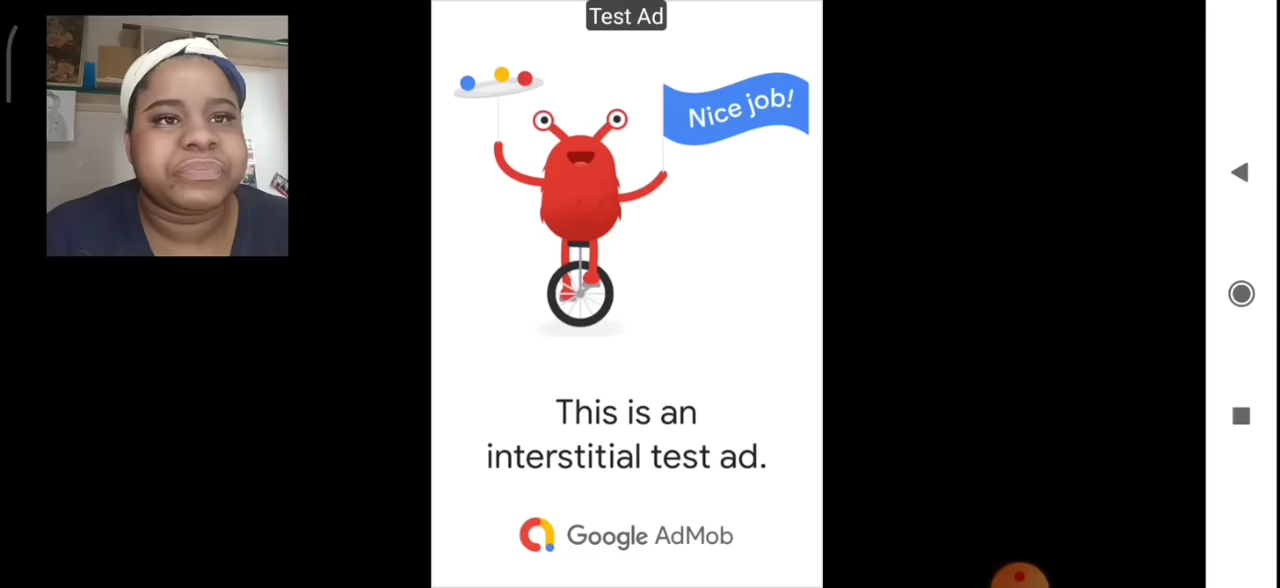 Test Ad
Nice job!
This is an
interstitial test ad.
Google AdMob